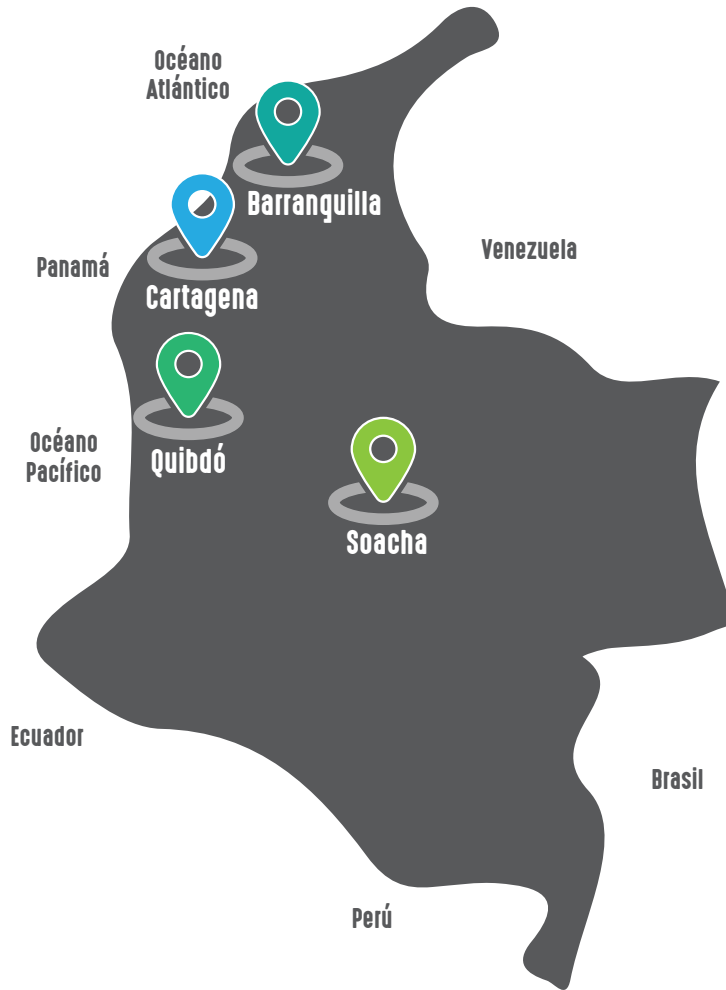 Océano
Atlántico
Barranquilla
Venezuela
Panamá
Cartagena
Océano
Pacífico
Quibdó
Soacha
Ecuador
Brasil
Perú